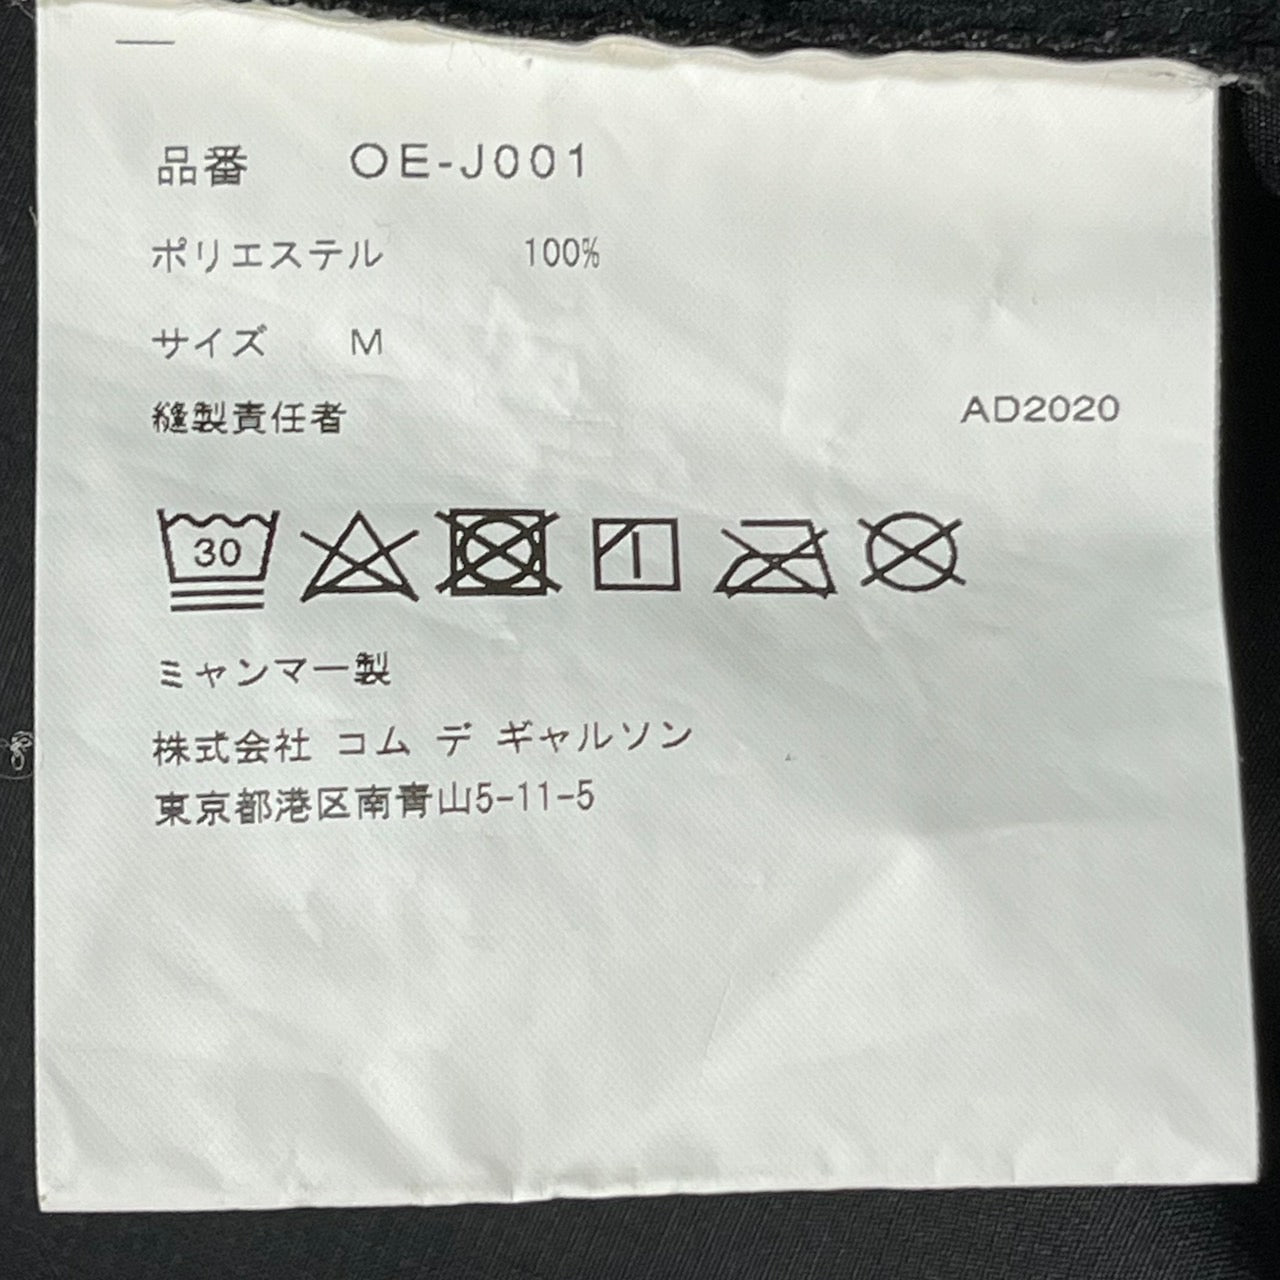 品番 OE-J001
ポリエステル 100%
サイズ M
縫製責任者 AD2020
30
ミャンマー製
株式会社 コム デ ギャルソン
東京都港区南青山5-11-5